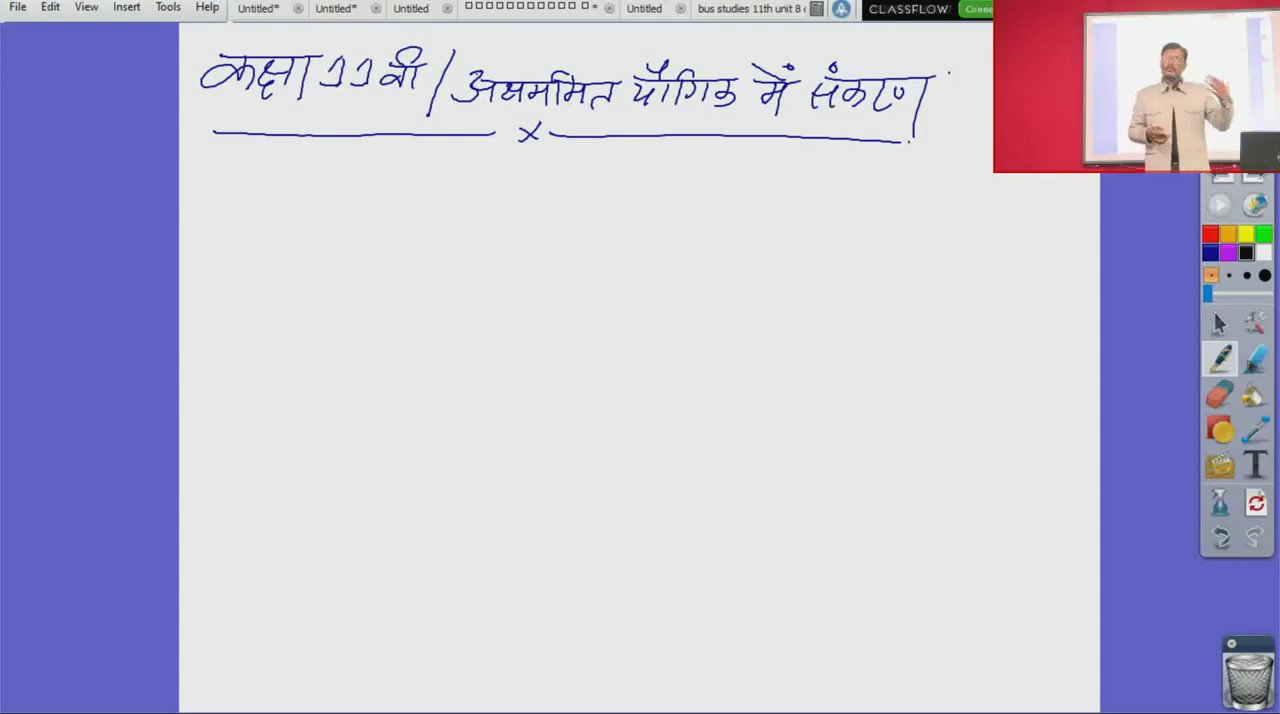 File Edit View Insert Tools Help Untitled* Untitled* Untitled Untitled bus studies 11th unit 8 CLASSFLOW Conne
कक्षा 11वी / असममित यौगिक में संकरण
x
T